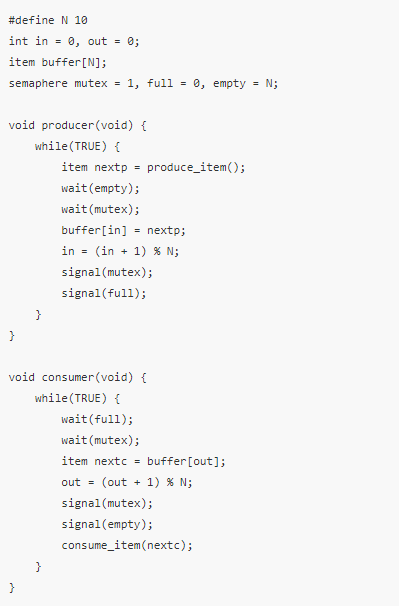 #define N 10
int in = 0, out = 0;
item buffer[N];
semaphere mutex = 1, full = 0, empty = N;

void producer(void) {
    while(TRUE) {
        item nextp = produce_item();
        wait(empty);
        wait(mutex);
        buffer[in] = nextp;
        in = (in + 1) % N;
        signal(mutex);
        signal(full);
    }
}

void consumer(void) {
    while(TRUE) {
        wait(full);
        wait(mutex);
        item nextc = buffer[out];
        out = (out + 1) % N;
        signal(mutex);
        signal(empty);
        consume_item(nextc);
    }
}